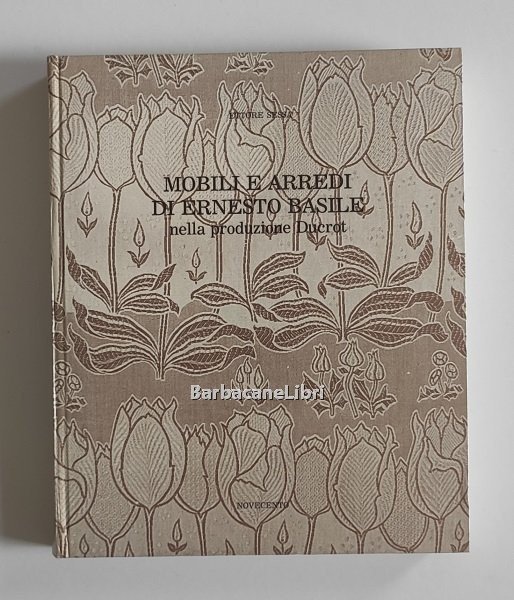 ETTORE SESSA
MOBILI E ARREDI
DI ERNESTO BASILE
nella produzione Ducrot
BarbacaneLibri
NOVECENTO